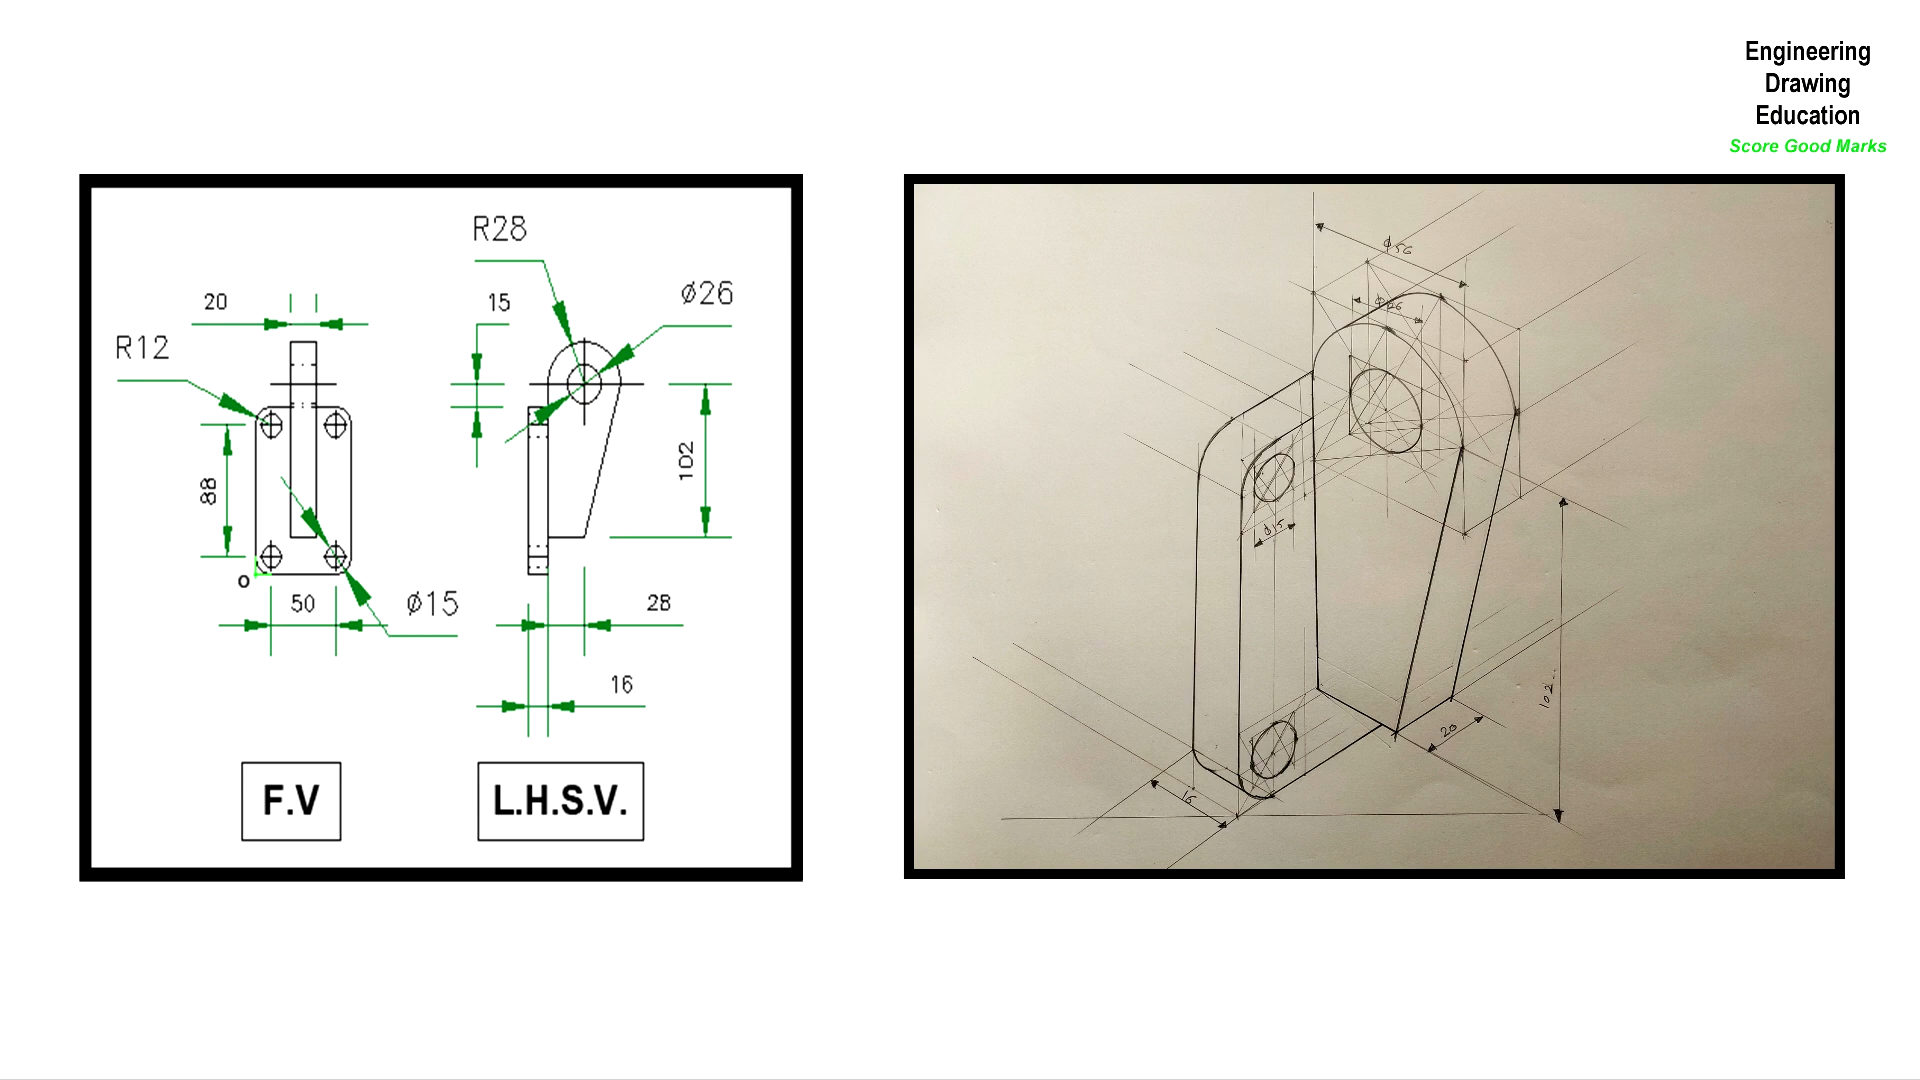 Engineering
Drawing
Education
Score Good Marks
R28
20
15
ø26
R12
102
88
O
50
ø15
28
16
F.V
L.H.S.V.
ϕ56
ϕ26
ϕ15
102
20
16